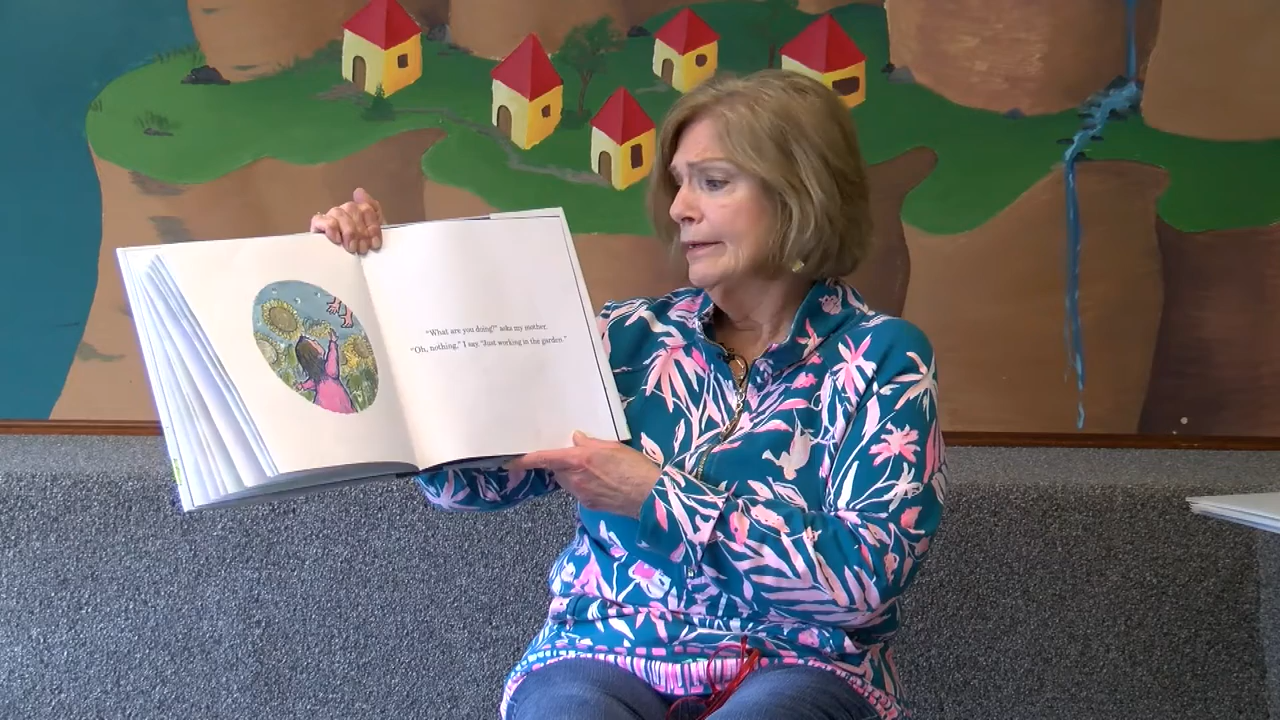 "What are you doing?" asks my mother.
"Oh, nothing," I say. "Just working in the garden."